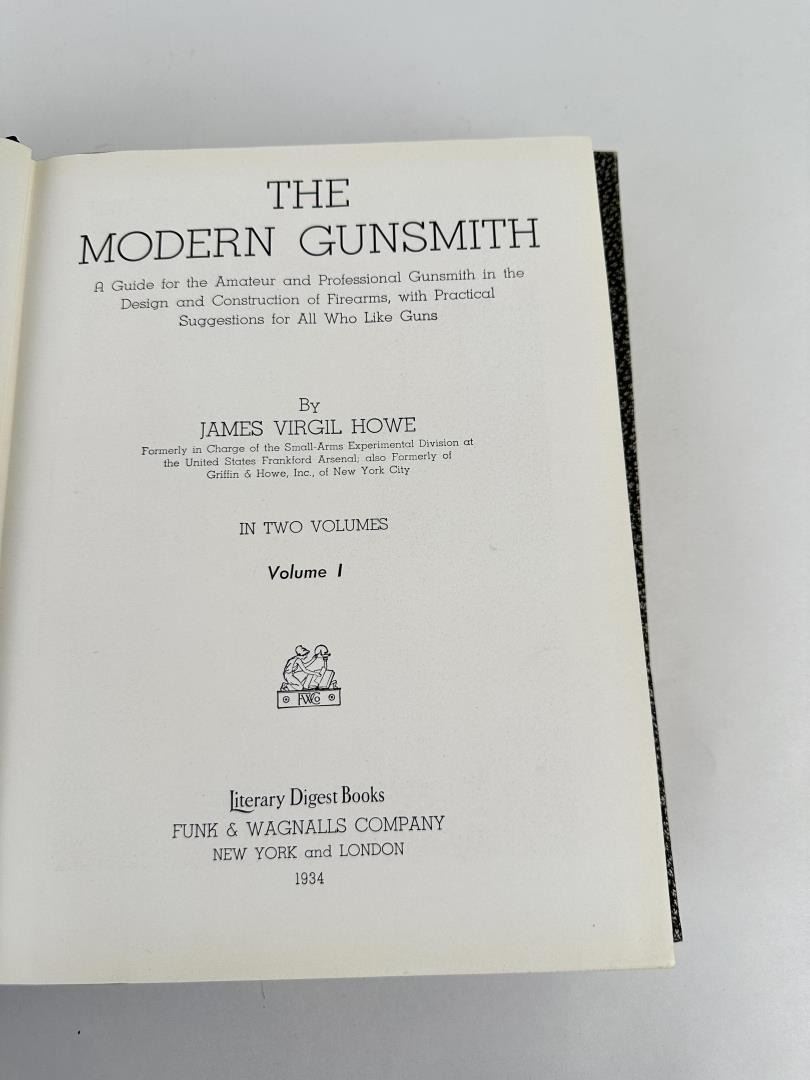 THE
MODERN GUNSMITH
A Guide for the Amateur and Professional Gunsmith in the
Design and Construction of Firearms, with Practical
Suggestions for All Who Like Guns
By
JAMES VIRGIL HOWE
Formerly in Charge of the Small-Arms Experimental Division at
the United States Frankford Arsenal; also Formerly of
Griffin & Howe, Inc., of New York City
IN TWO VOLUMES
Volume I
FWCo
Literary Digest Books
FUNK & WAGNALLS COMPANY
NEW YORK and LONDON
1934